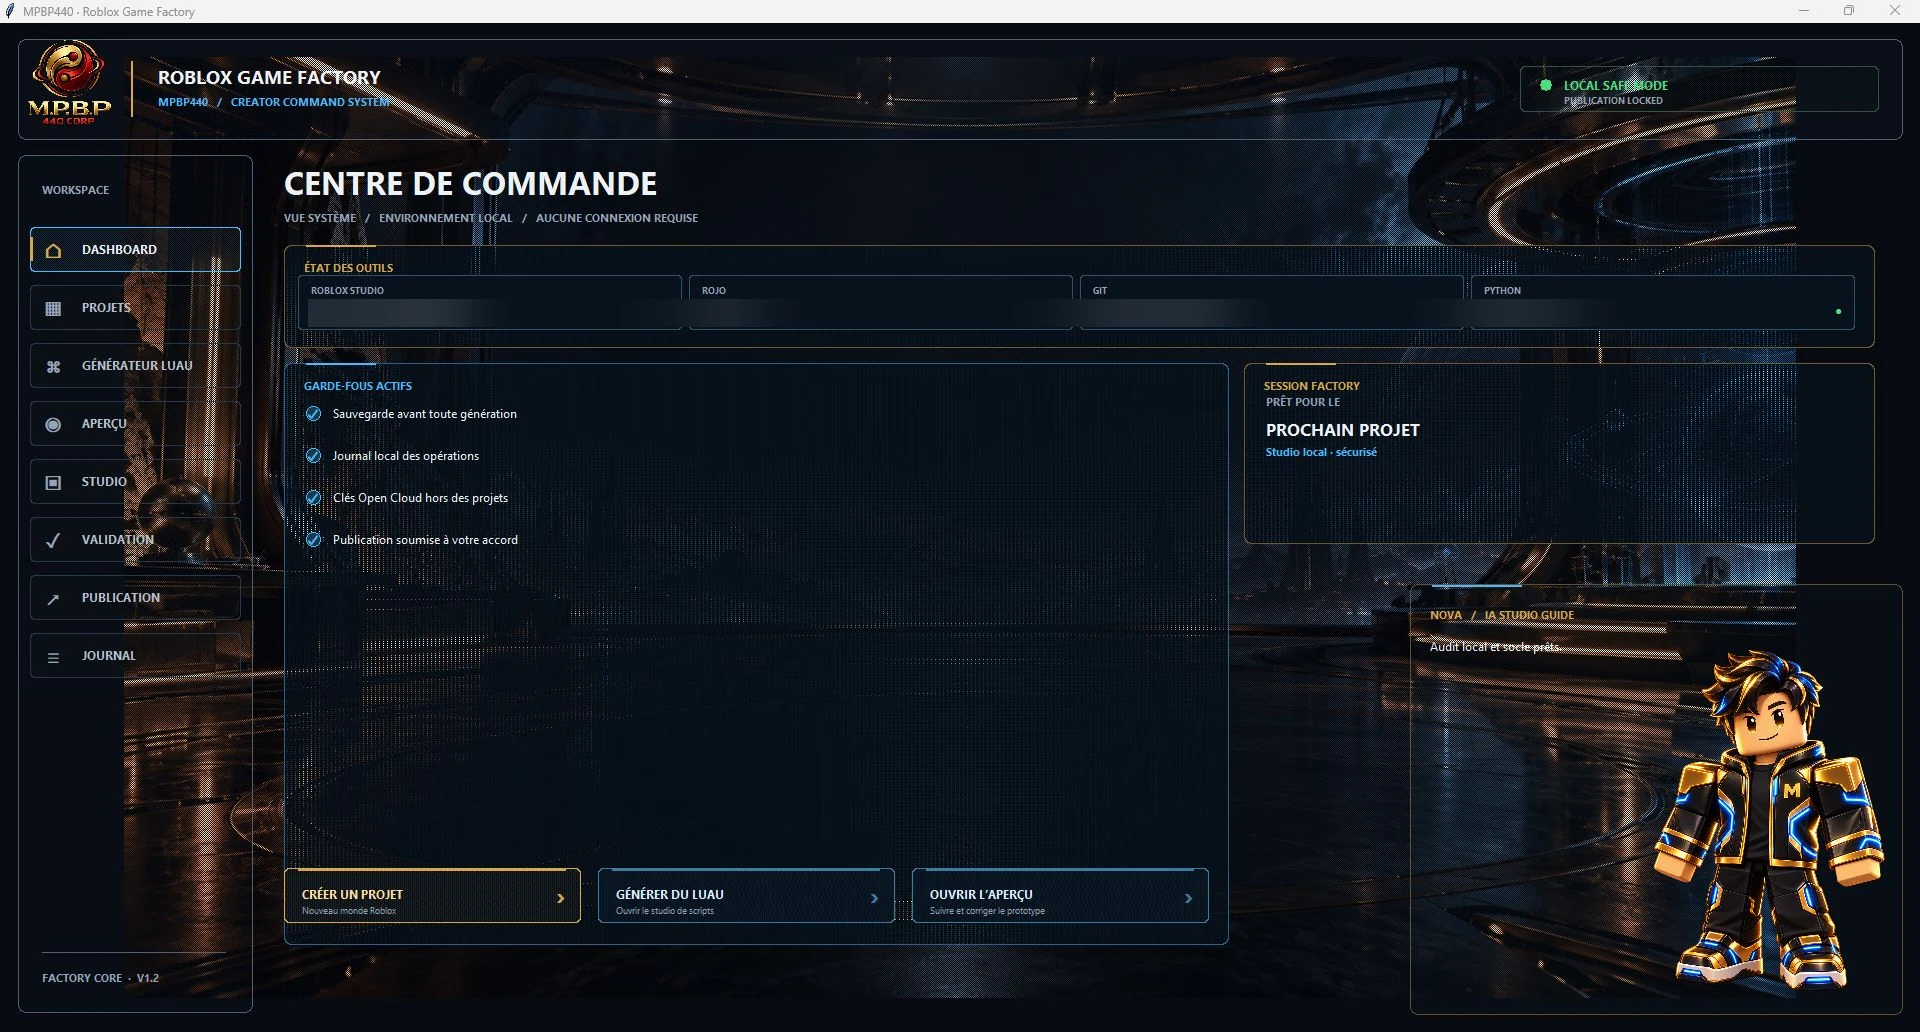 MPBP440 · Roblox Game Factory
M.P.B.P
440 CORP
ROBLOX GAME FACTORY
MPBP440 / CREATOR COMMAND SYSTEM
LOCAL SAFE MODE
PUBLICATION LOCKED
WORKSPACE
DASHBOARD
PROJETS
GÉNÉRATEUR LUAU
APERÇU
STUDIO
VALIDATION
PUBLICATION
JOURNAL
FACTORY CORE · V1.2
CENTRE DE COMMANDE
VUE SYSTÈME / ENVIRONNEMENT LOCAL / AUCUNE CONNEXION REQUISE
ÉTAT DES OUTILS
ROBLOX STUDIO
ROJO
GIT
PYTHON
GARDE-FOUS ACTIFS
Sauvegarde avant toute génération
Journal local des opérations
Clés Open Cloud hors des projets
Publication soumise à votre accord
SESSION FACTORY
PRÊT POUR LE
PROCHAIN PROJET
Studio local · sécurisé
NOVA / IA STUDIO GUIDE
Audit local et socle prêts.
M
CRÉER UN PROJET
Nouveau monde Roblox
GÉNÉRER DU LUAU
Ouvrir le studio de scripts
OUVRIR L'APERÇU
Suivre et corriger le prototype